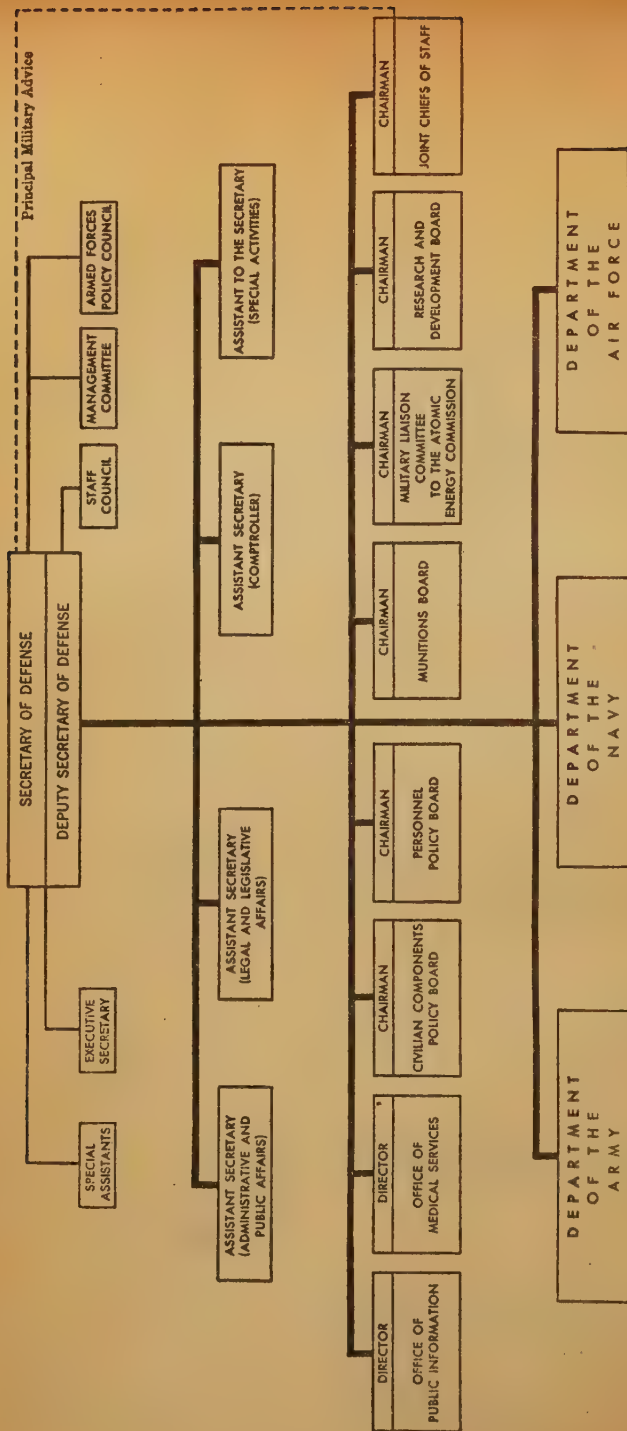 Principal Military Advice
SECRETARY OF DEFENSE
DEPUTY SECRETARY OF DEFENSE
SPECIAL
ASSISTANTS
EXECUTIVE
SECRETARY
STAFF
COUNCIL
MANAGEMENT
COMMITTEE
ARMED FORCES
POLICY COUNCIL
ASSISTANT SECRETARY
(ADMINISTRATIVE AND
PUBLIC AFFAIRS)
ASSISTANT SECRETARY
(LEGAL AND LEGISLATIVE
AFFAIRS)
ASSISTANT SECRETARY
(COMPTROLLER)
ASSISTANT TO THE SECRETARY
(SPECIAL ACTIVITIES)
DIRECTOR
OFFICE OF
PUBLIC INFORMATION
DIRECTOR
OFFICE OF
MEDICAL SERVICES
CHAIRMAN
CIVILIAN COMPONENTS
POLICY BOARD
CHAIRMAN
PERSONNEL
POLICY BOARD
CHAIRMAN
MUNITIONS BOARD
CHAIRMAN
MILITARY LIAISON
COMMITTEE
TO THE ATOMIC
ENERGY COMMISSION
CHAIRMAN
RESEARCH AND
DEVELOPMENT BOARD
CHAIRMAN
JOINT CHIEFS OF STAFF
DEPARTMENT
OF THE
ARMY
DEPARTMENT
OF THE
NAVY
DEPARTMENT
OF THE
AIR FORCE